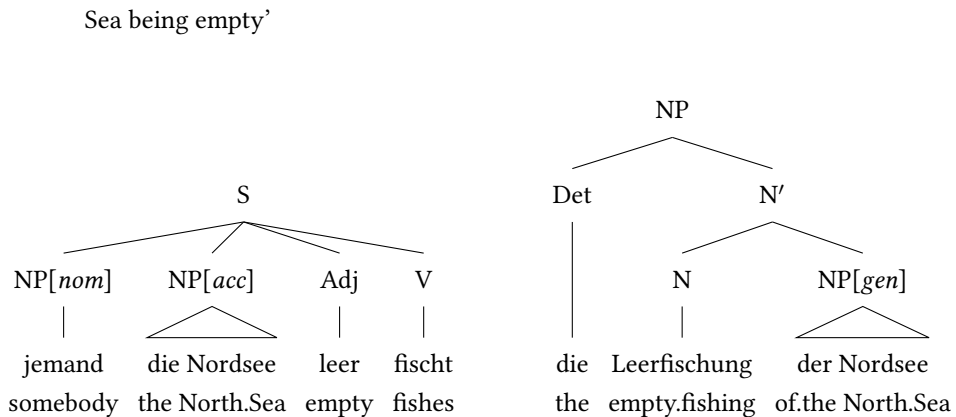 Sea being empty’
NP
S Det N′
NP[nom] NP[acc] Adj V N NP[gen]
jemand die Nordsee leer fischt die Leerfischung der Nordsee
somebody the North.Sea empty fishes the empty.fishing of.the North.Sea